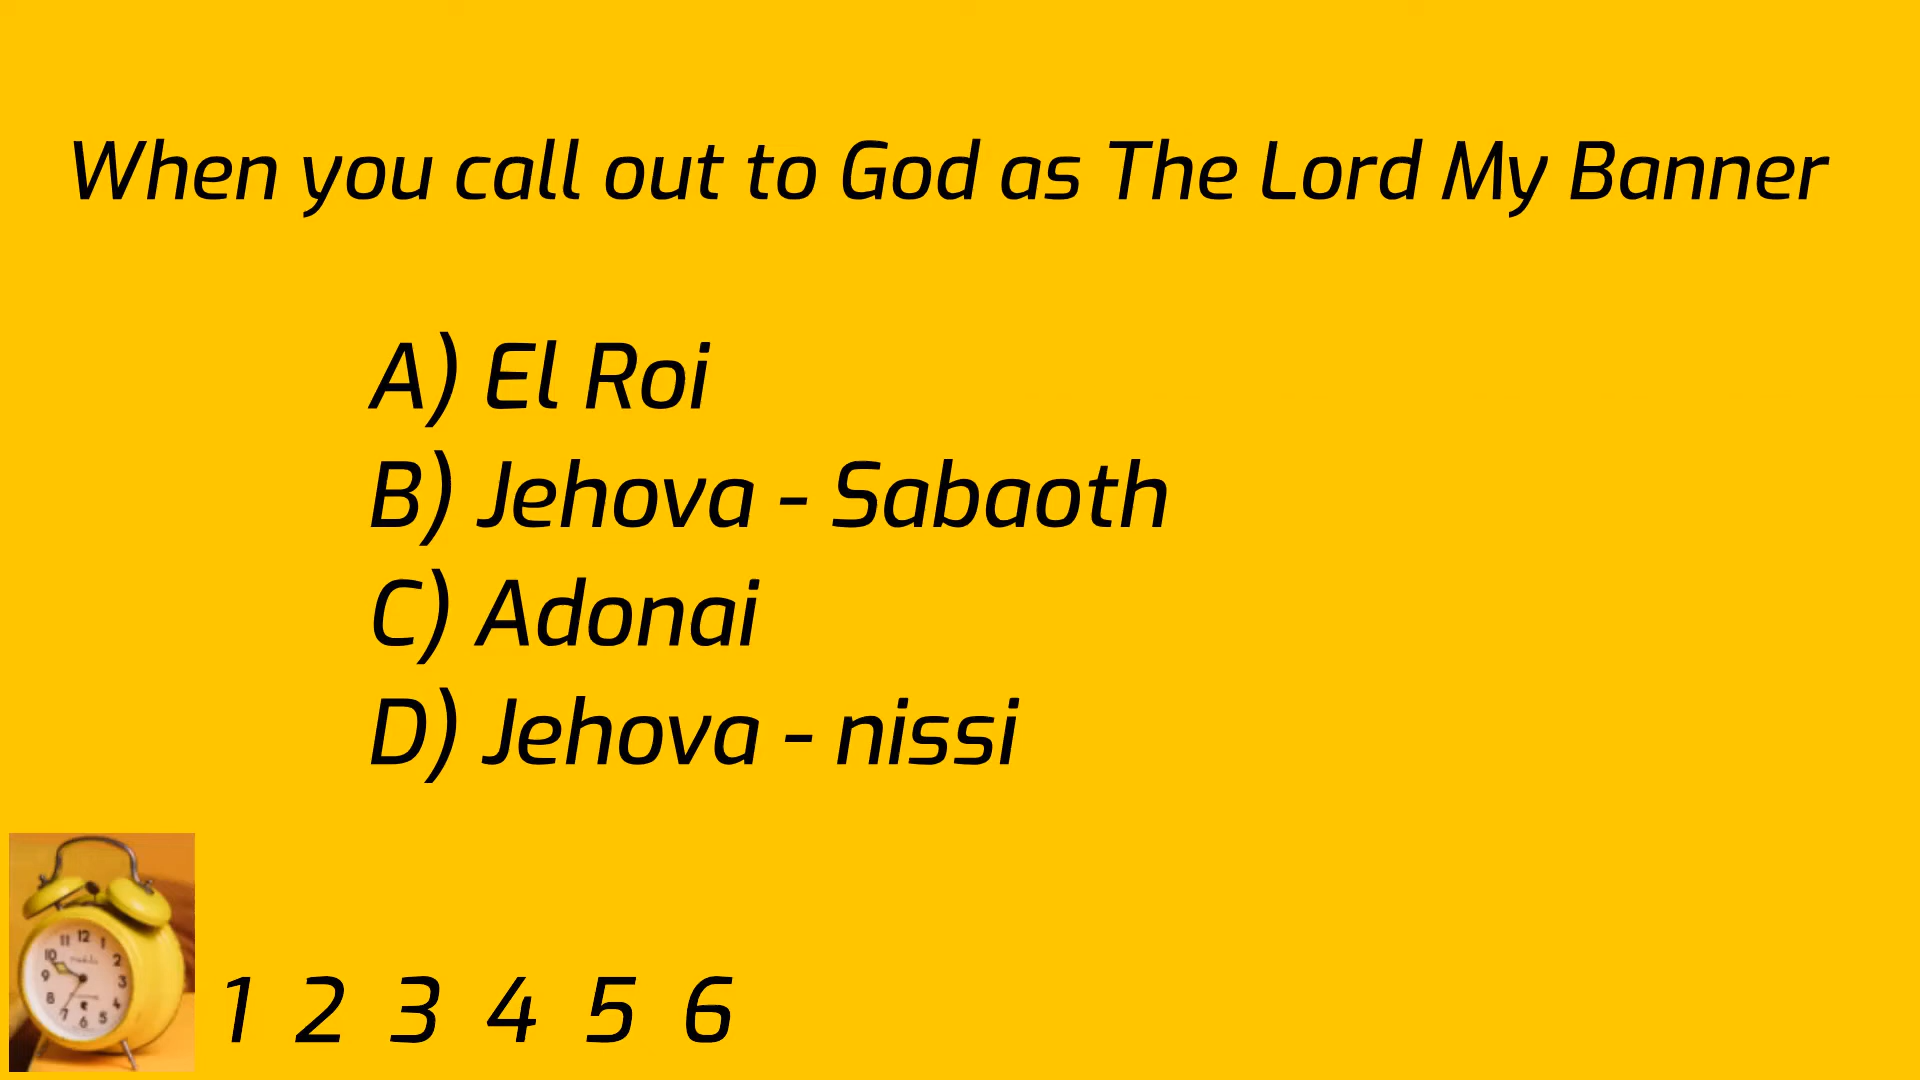 When you call out to God as The Lord My Banner
A) El Roi
B) Jehova - Sabaoth
C) Adonai
D) Jehova - nissi
1 2 3 4 5 6